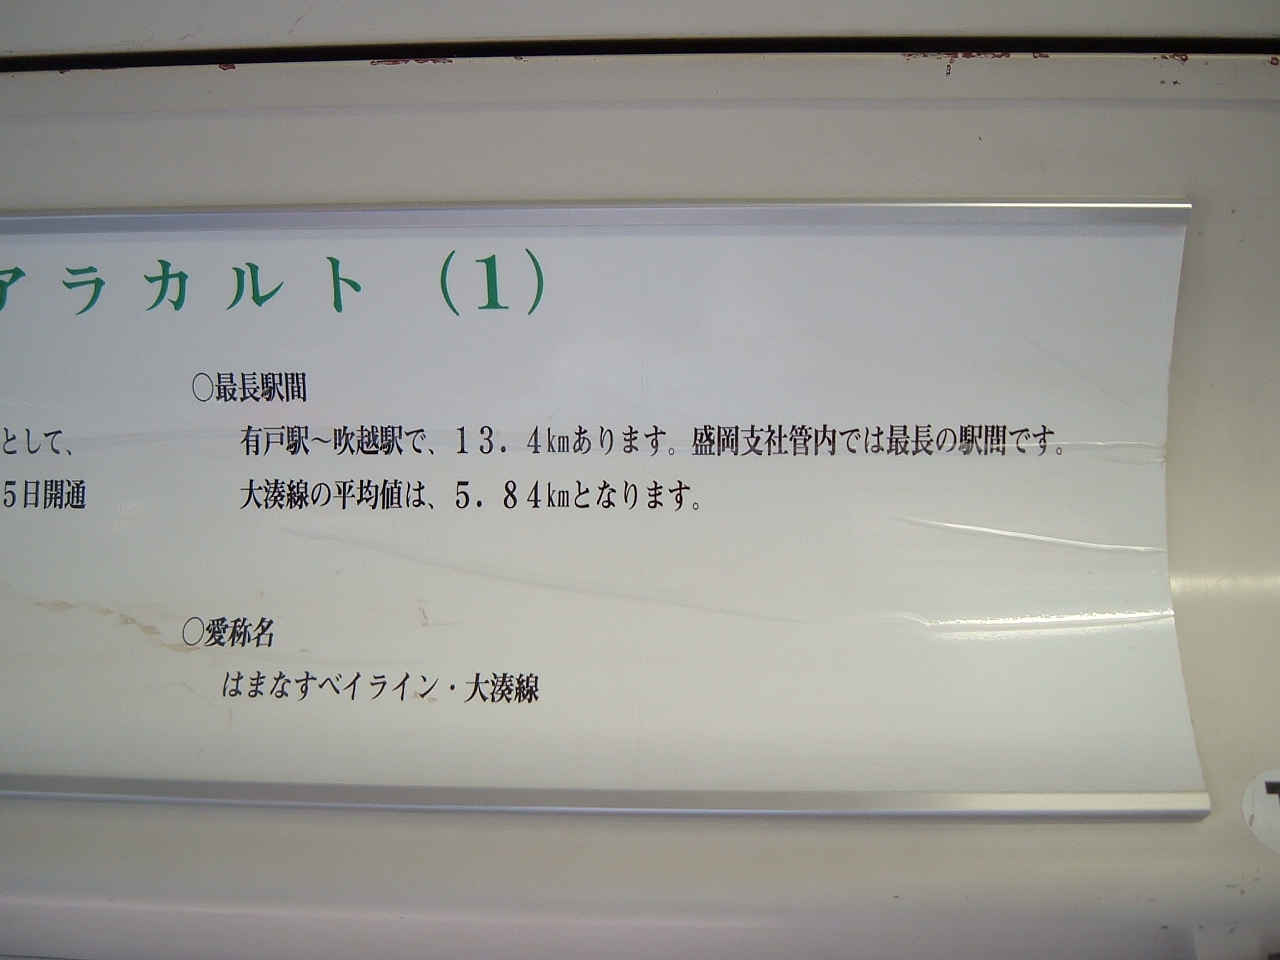 アラカルト（1）
として、
５日開通
○最長駅間
有戸駅～吹越駅で、１３．４㎞あります。盛岡支社管内では最長の駅間です。
大湊線の平均値は、５．８４㎞となります。
○愛称名
はまなすベイライン・大湊線